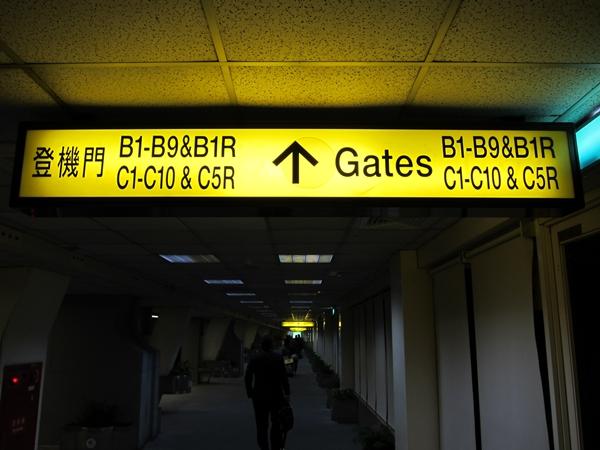 登機門 B1-B9&B1R ↑ Gates B1-B9&B1R
C1-C10 & C5R C1-C10 & C5R